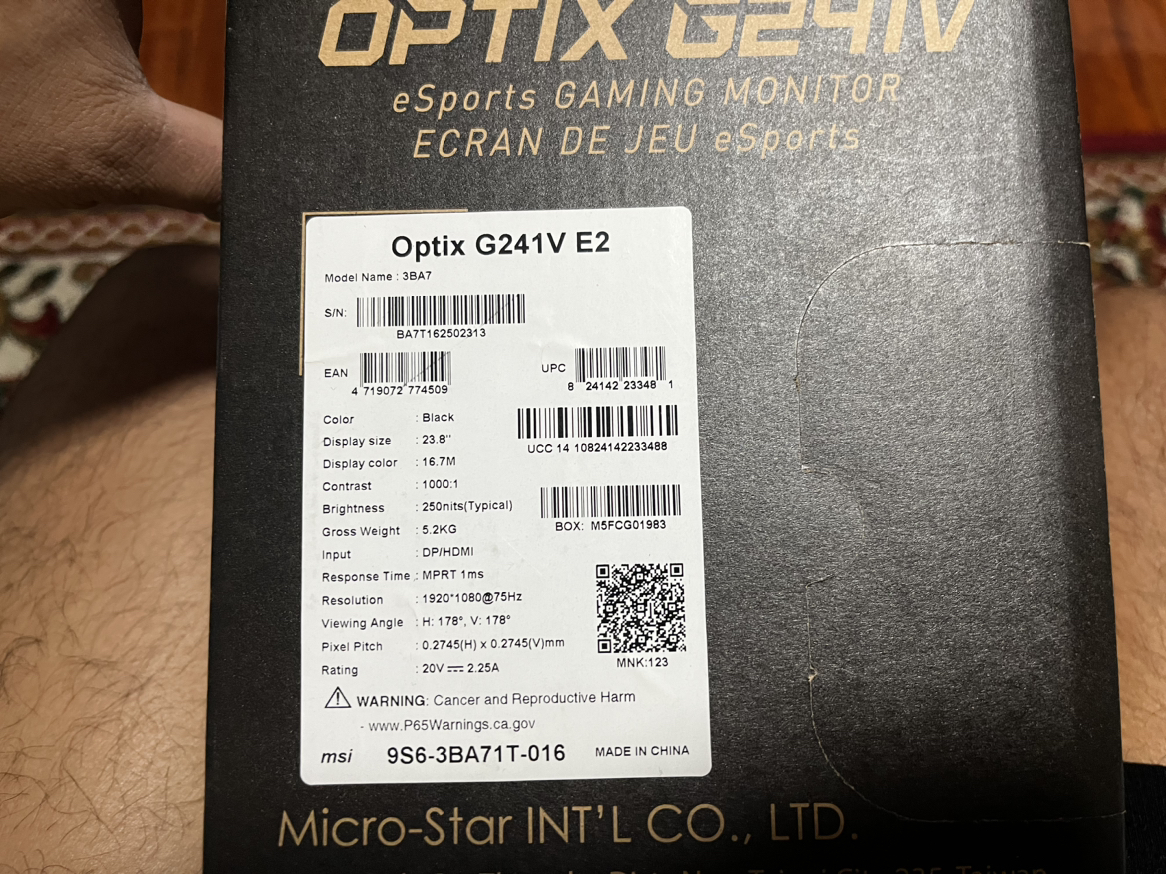 OPTIX G241V
eSports GAMING MONITOR
ECRAN DE JEU eSports
Optix G241V E2
Model Name : 3BA7
S/N:
BA7T162502313
EAN
4 719072 774509
UPC
8 24142 23348 1
UCC 14 10824142233488
BOX: M5FCG01983
Color : Black
Display size : 23.8''
Display color : 16.7M
Contrast : 1000:1
Brightness : 250nits(Typical)
Gross Weight : 5.2KG
Input : DP/HDMI
Response Time : MPRT 1ms
Resolution : 1920*1080@75Hz
Viewing Angle : H: 178°, V: 178°
Pixel Pitch : 0.2745(H) x 0.2745(V)mm
Rating : 20V ⎓ 2.25A
MNK:123
WARNING: Cancer and Reproductive Harm
- www.P65Warnings.ca.gov
msi 9S6-3BA71T-016 MADE IN CHINA
Micro-Star INT'L CO., LTD.